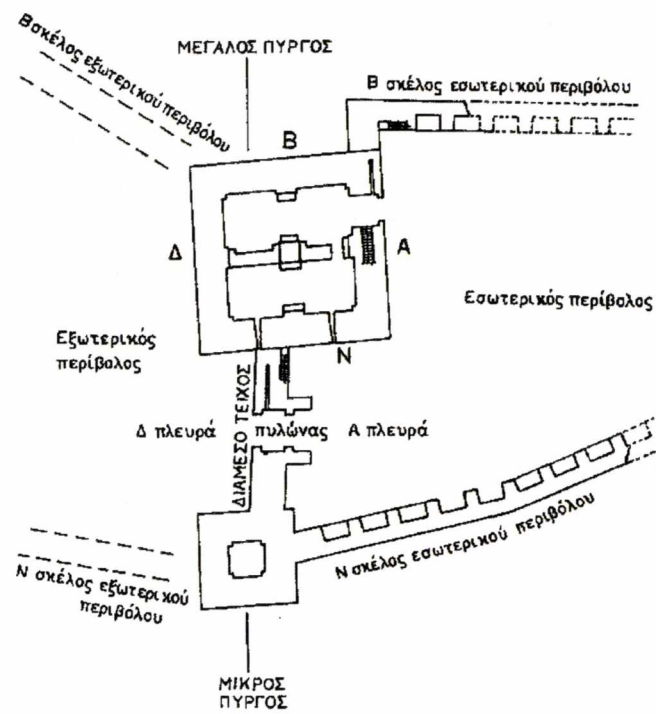 ΜΕΓΑΛΟΣ ΠΥΡΓΟΣ
Β σκέλος εξωτερικού περιβόλου
Β σκέλος εσωτερικού περιβόλου
Β
Δ
Α
Εσωτερικός περίβολος
Εξωτερικός
περίβολος
Ν
ΔΙΑΜΕΣΟ ΤΕΙΧΟΣ
Δ πλευρά
πυλώνας
Α πλευρά
Ν σκέλος εσωτερικού περιβόλου
Ν σκέλος εξωτερικού
περιβόλου
ΜΙΚΡΟΣ
ΠΥΡΓΟΣ